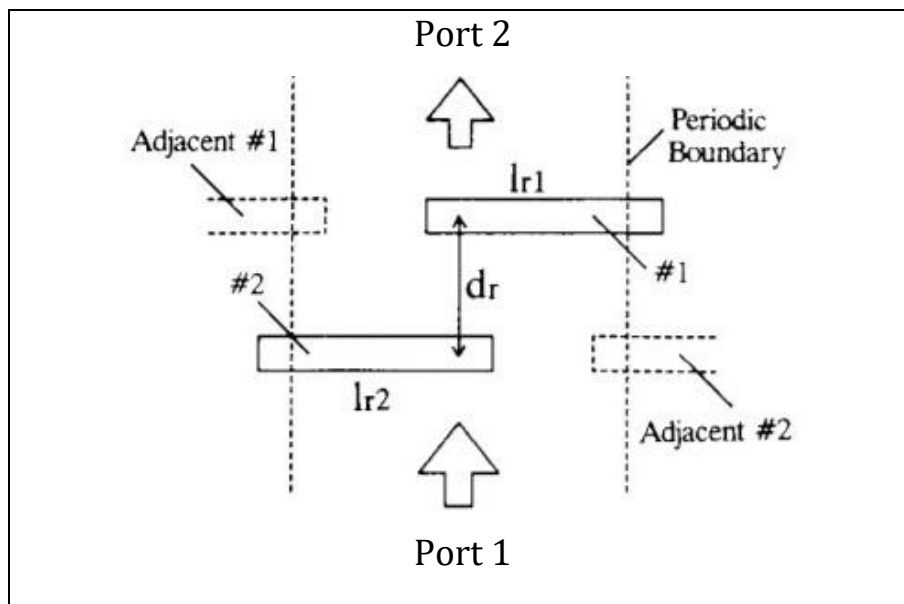 Port 2
Adjacent #1
Periodic
Boundary
lr1
#1
#2
dr
lr2
Adjacent #2
Port 1